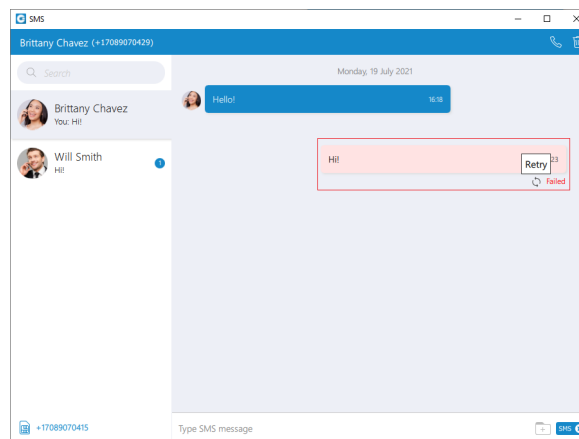 SMS
Brittany Chavez (+17089070429)
Search
Monday, 19 July 2021
Brittany Chavez
You: Hi!
Hello!
16:18
Will Smith
Hi!
1
Hi!
23
Retry
Failed
+17089070415
Type SMS message
SMS